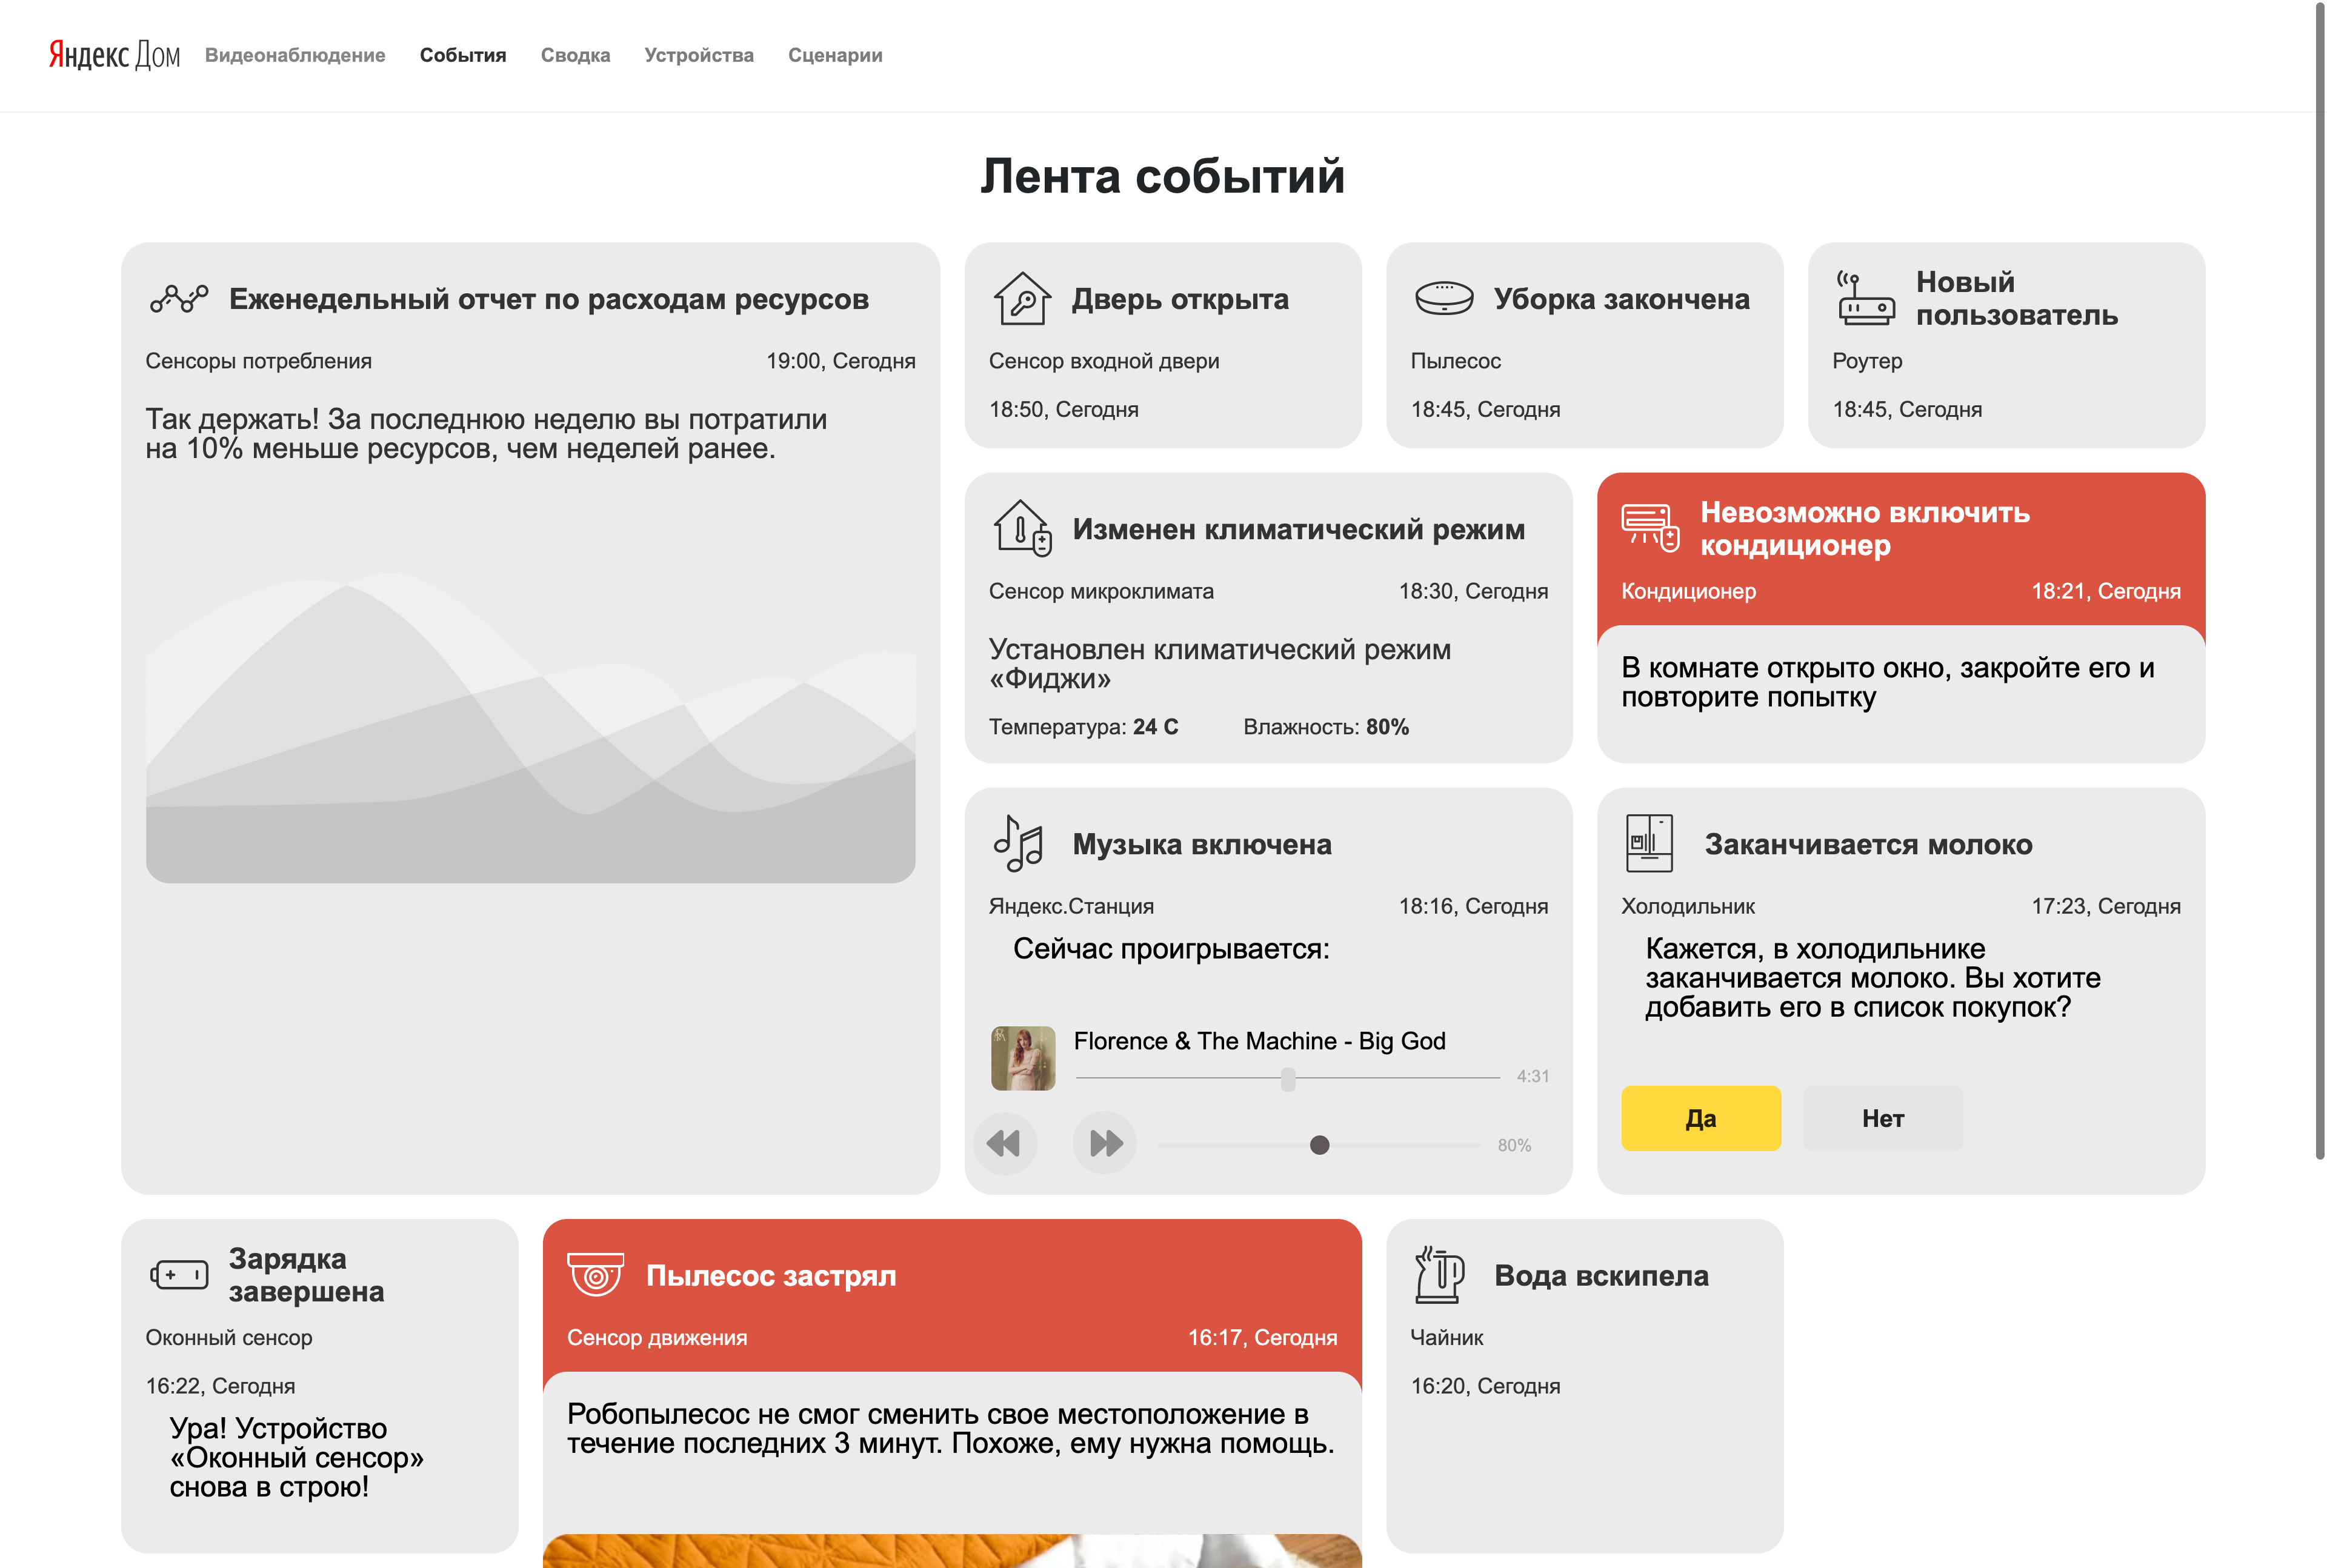 Яндекс Дом
Видеонаблюдение
События
Сводка
Устройства
Сценарии
Лента событий
Еженедельный отчет по расходам ресурсов
Сенсоры потребления
19:00, Сегодня
Так держать! За последнюю неделю вы потратили
на 10% меньше ресурсов, чем неделей ранее.
Дверь открыта
Сенсор входной двери
18:50, Сегодня
Уборка закончена
Пылесос
18:45, Сегодня
Новый
пользователь
Роутер
18:45, Сегодня
Изменен климатический режим
Сенсор микроклимата
18:30, Сегодня
Установлен климатический режим
«Фиджи»
Температура: 24 C
Влажность: 80%
Невозможно включить
кондиционер
Кондиционер
18:21, Сегодня
В комнате открыто окно, закройте его и
повторите попытку
Музыка включена
Яндекс.Станция
18:16, Сегодня
Сейчас проигрывается:
Florence & The Machine - Big God
4:31
80%
Заканчивается молоко
Холодильник
17:23, Сегодня
Кажется, в холодильнике
заканчивается молоко. Вы хотите
добавить его в список покупок?
Да
Нет
Зарядка
завершена
Оконный сенсор
16:22, Сегодня
Ура! Устройство
«Оконный сенсор»
снова в строю!
Пылесос застрял
Сенсор движения
16:17, Сегодня
Робопылесос не смог сменить свое местоположение в
течение последних 3 минут. Похоже, ему нужна помощь.
Вода вскипела
Чайник
16:20, Сегодня